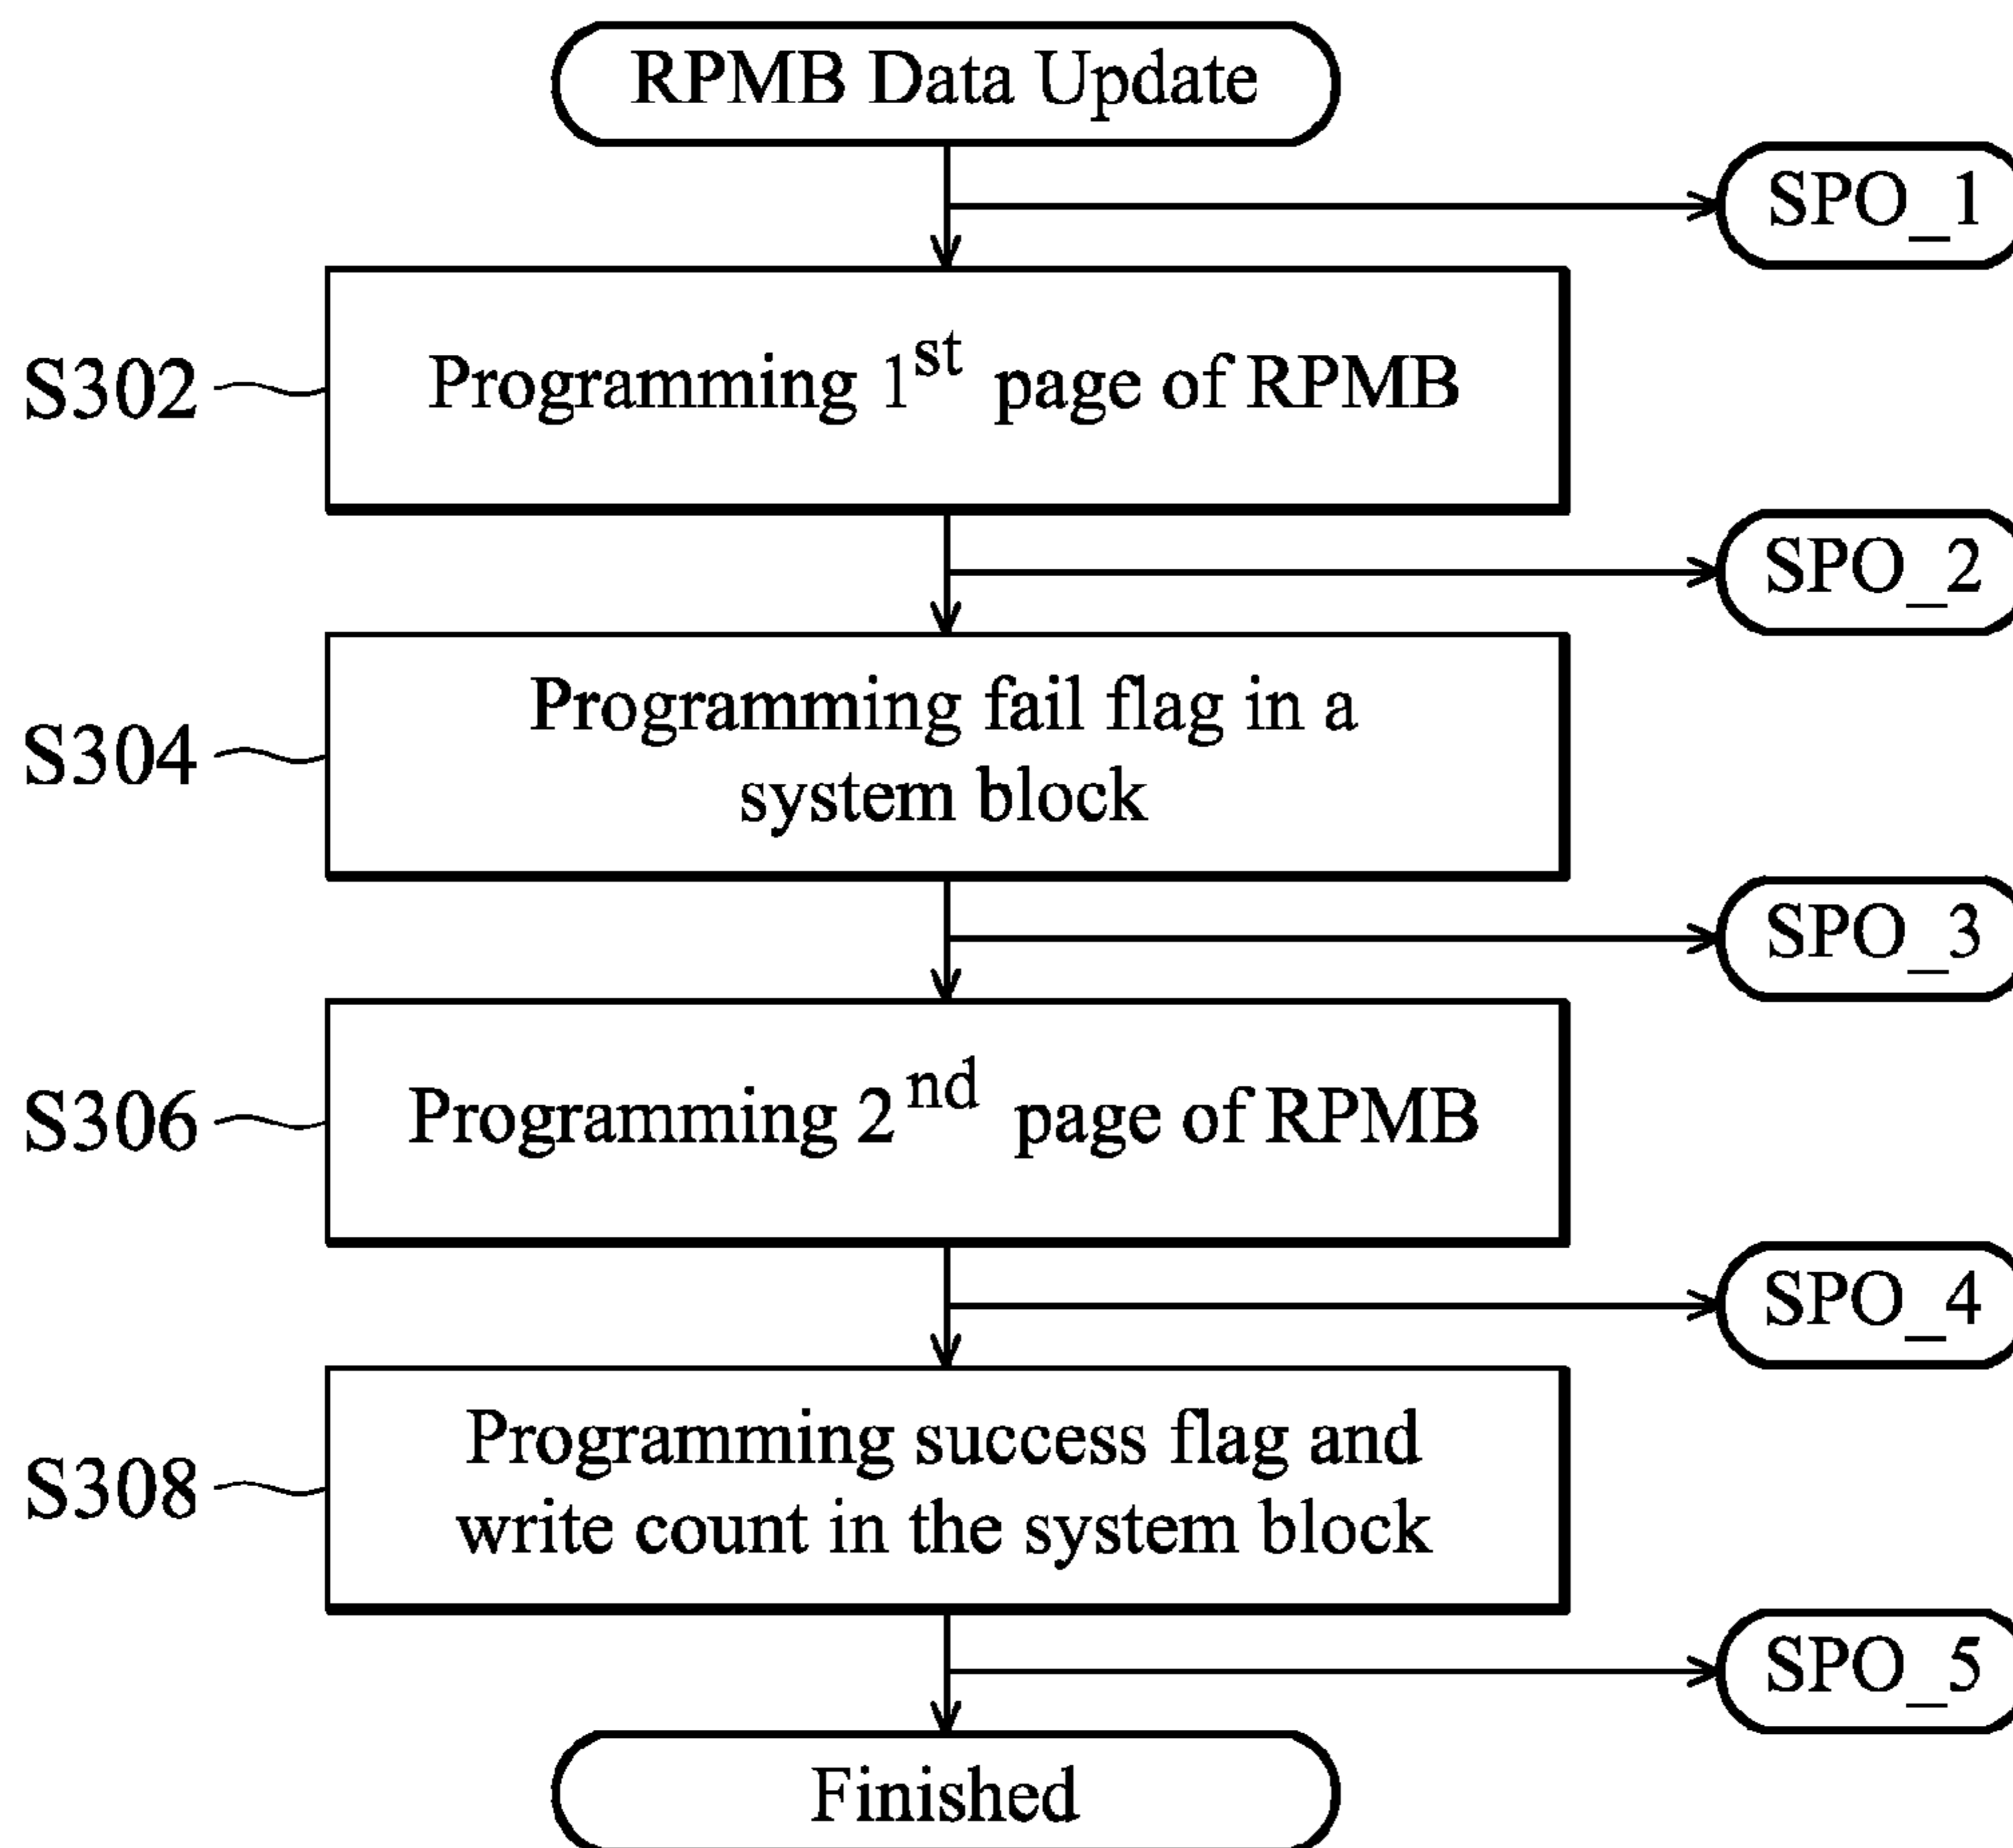 RPMB Data Update
SPO_1
S302
Programming 1st page of RPMB
SPO_2
S304
Programming fail flag in a
system block
SPO_3
S306
Programming 2nd page of RPMB
SPO_4
S308
Programming success flag and
write count in the system block
SPO_5
Finished